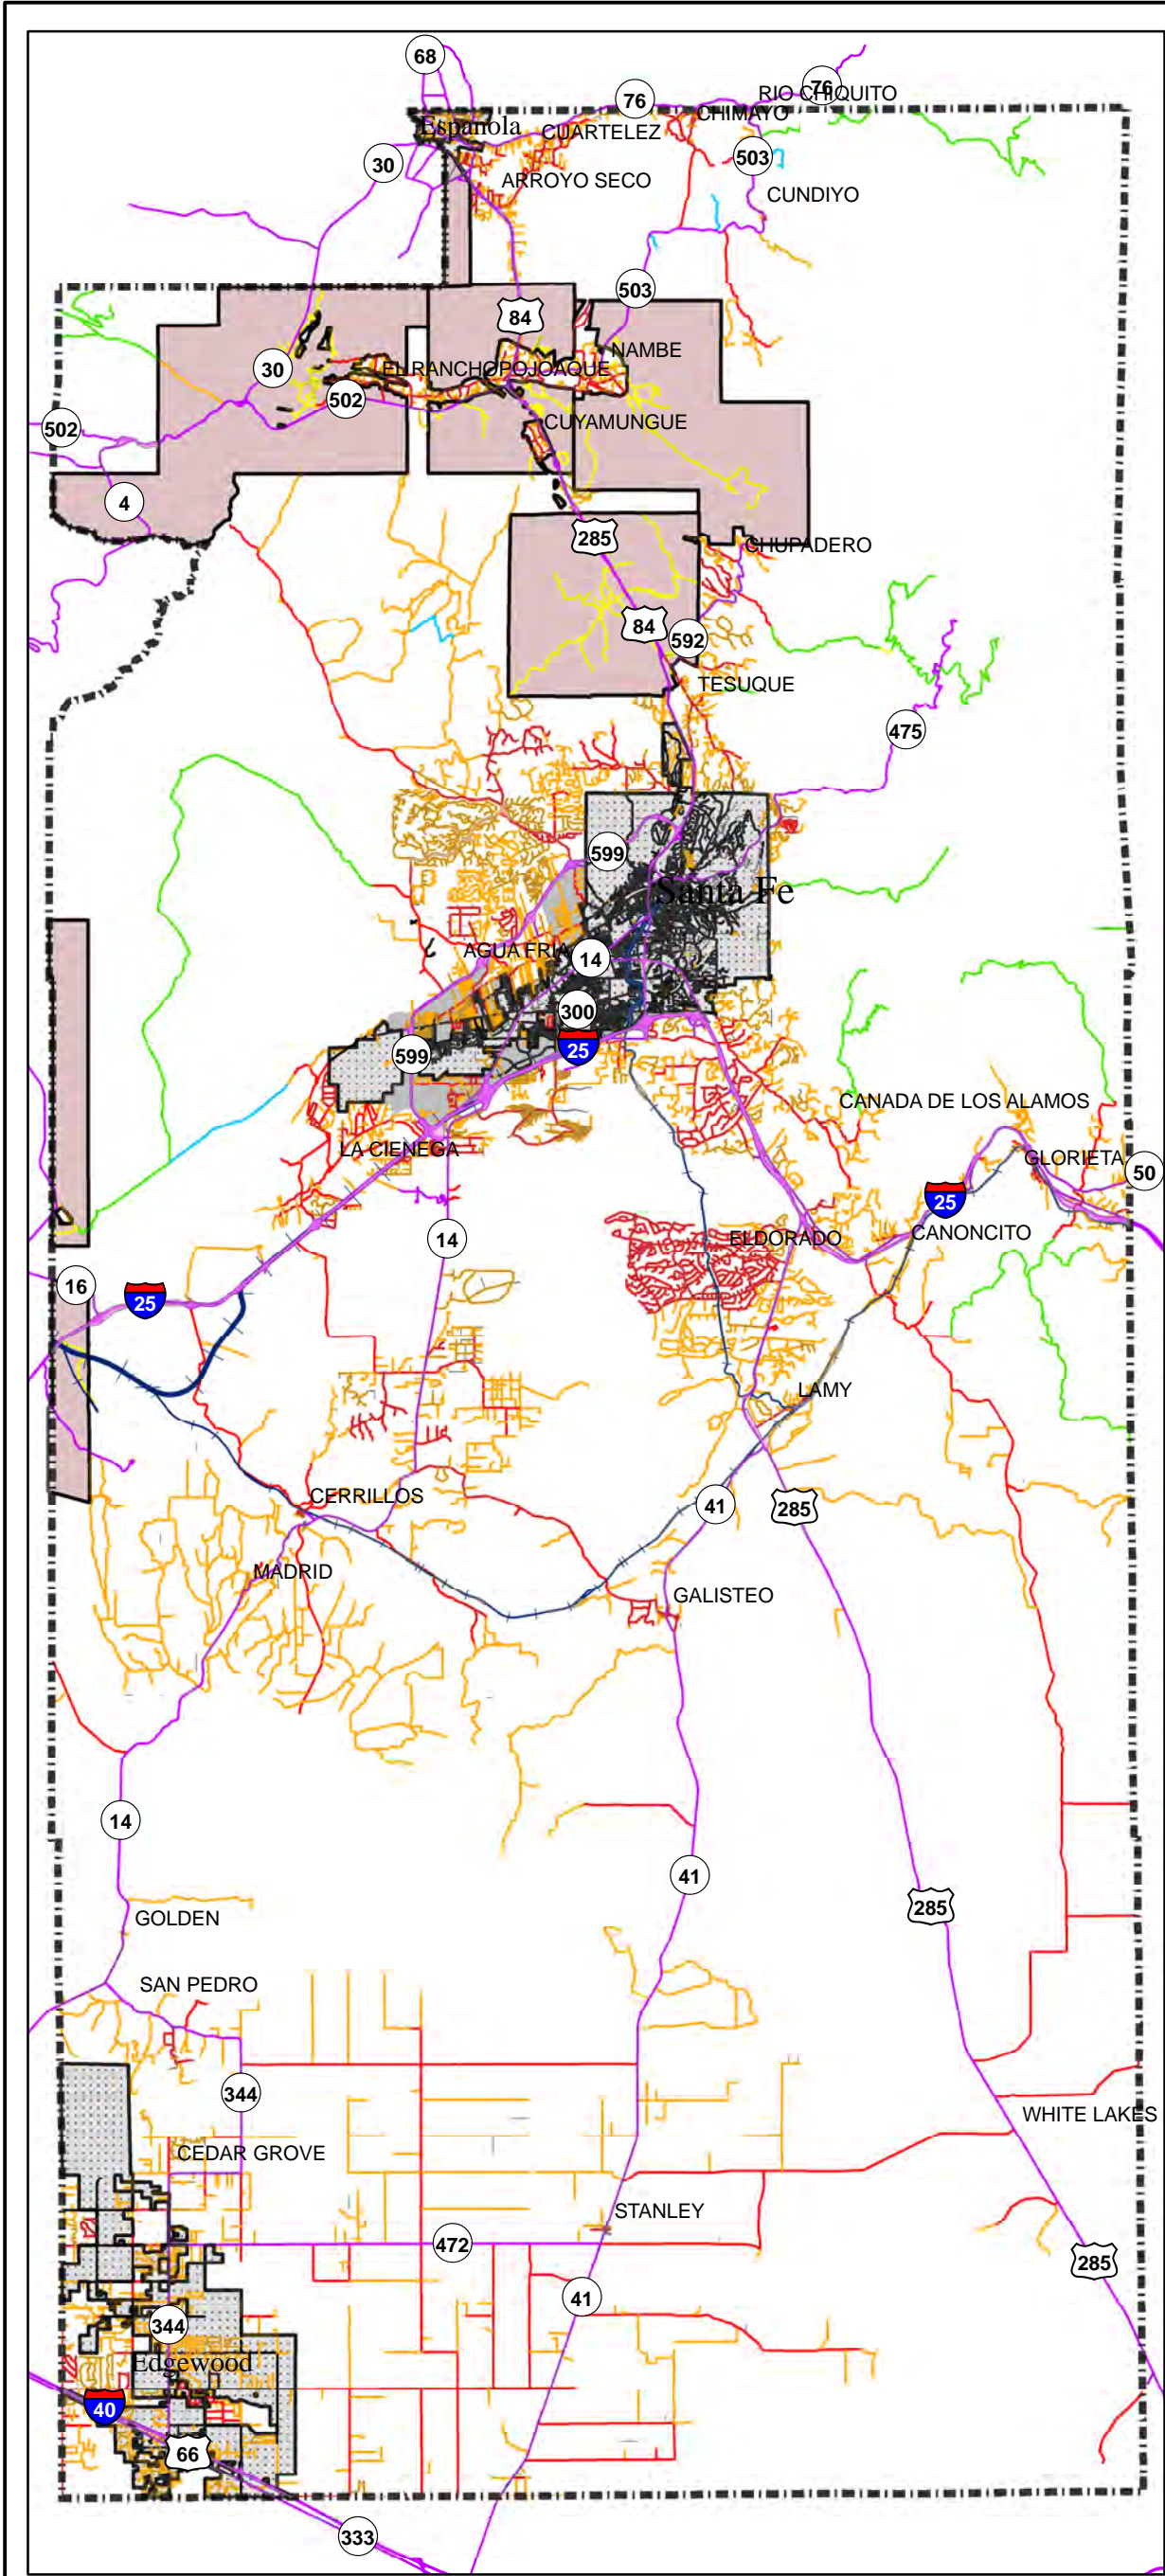 68
76
76
RIO CHIQUITO
CHIMAYO
Espanola
CUARTELEZ
30
503
ARROYO SECO
CUNDIYO
503
84
30
NAMBE
EL RANCHO
POJOAQUE
502
502
CUYAMUNGUE
4
285
CHUPADERO
84
592
TESUQUE
475
599
Santa Fe
AGUA FRIA
14
300
25
599
CANADA DE LOS ALAMOS
LA CIENEGA
GLORIETA
50
25
14
ELDORADO
CANONCITO
16
25
LAMY
CERRILLOS
41
285
MADRID
GALISTEO
14
41
285
GOLDEN
SAN PEDRO
344
WHITE LAKES
CEDAR GROVE
STANLEY
472
285
41
344
Edgewood
40
66
333